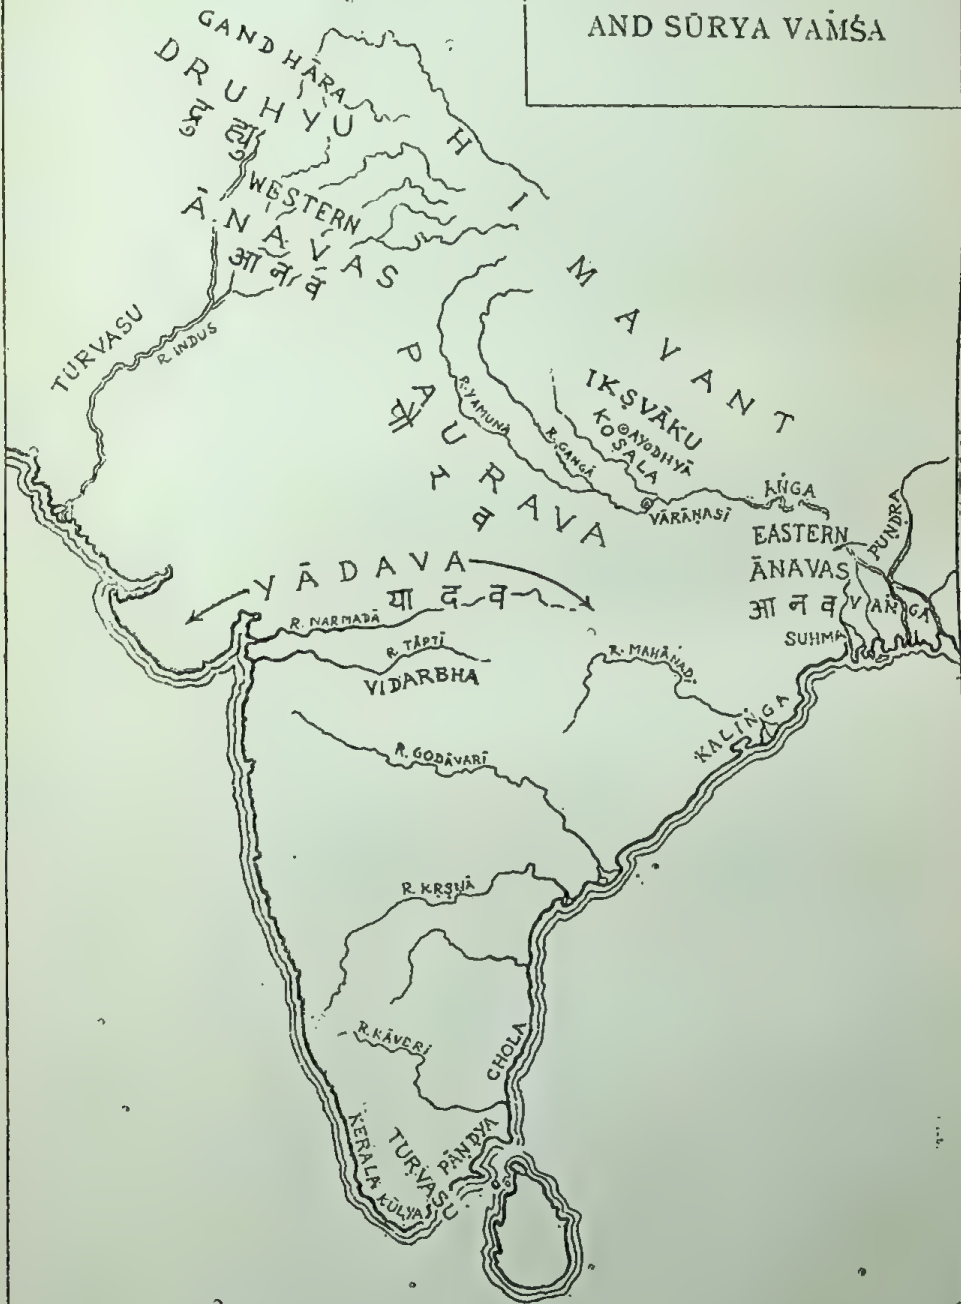 AND SŪRYA VAṀŚA
GANDHĀRA
DRUHYU
द्रुह्यु
HIMAVANT
WESTERN
ĀNAVAS
आनव
TURVASU
R. INDUS
PAURAVA
पौरव
R. YAMUNĀ
R. GAṄGĀ
IKṢVĀKU
KOSALA
AYODHYĀ
VĀRĀṆASĪ
AṄGA
EASTERN
ĀNAVAS
आनव
PUṆḌRA
VAṄGA
SUHMA
YĀDAVA
यादव
R. NARMADĀ
R. TĀPTĪ
VIDARBHA
R. MAHĀNADĪ
KALIṄGA
R. GODĀVARĪ
R. KṚṢṆĀ
R. KĀVERĪ
CHOLA
KERALA
KŪLYA
TURVASU
PĀṆḌYA